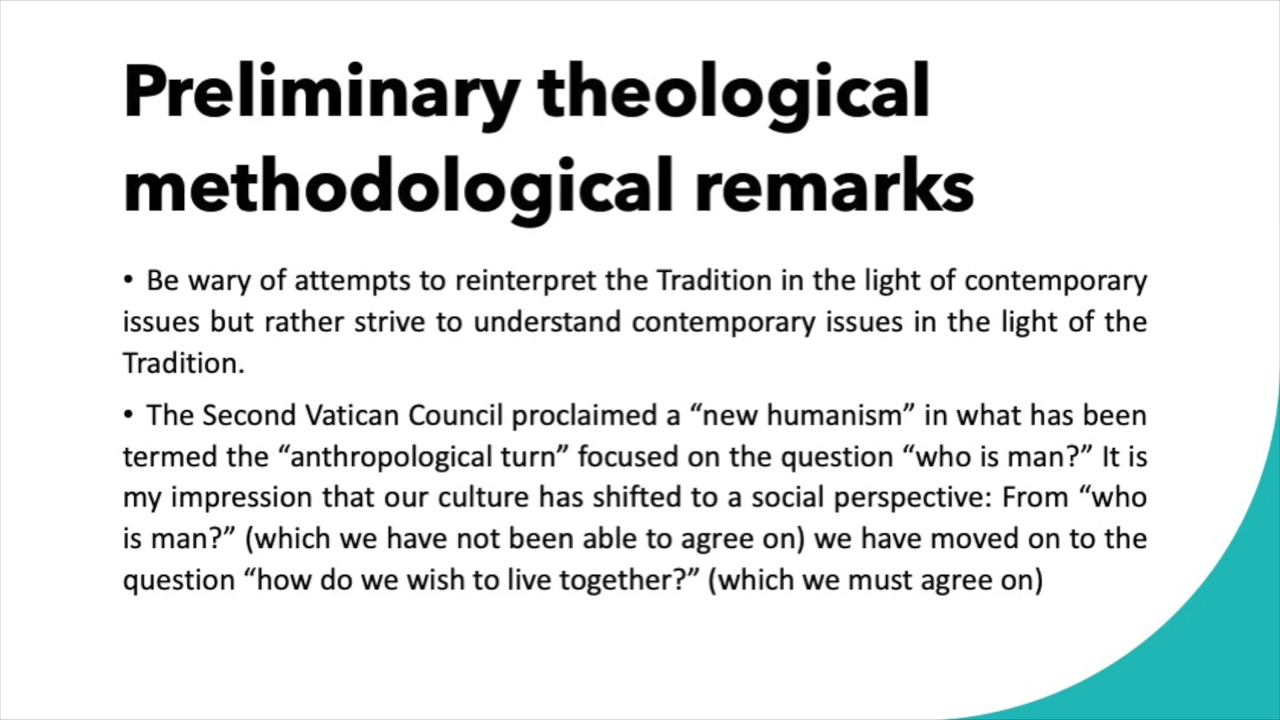 Preliminary theological
methodological remarks
• Be wary of attempts to reinterpret the Tradition in the light of contemporary
issues but rather strive to understand contemporary issues in the light of the
Tradition.
• The Second Vatican Council proclaimed a “new humanism” in what has been
termed the “anthropological turn” focused on the question “who is man?” It is
my impression that our culture has shifted to a social perspective: From “who
is man?” (which we have not been able to agree on) we have moved on to the
question “how do we wish to live together?” (which we must agree on)